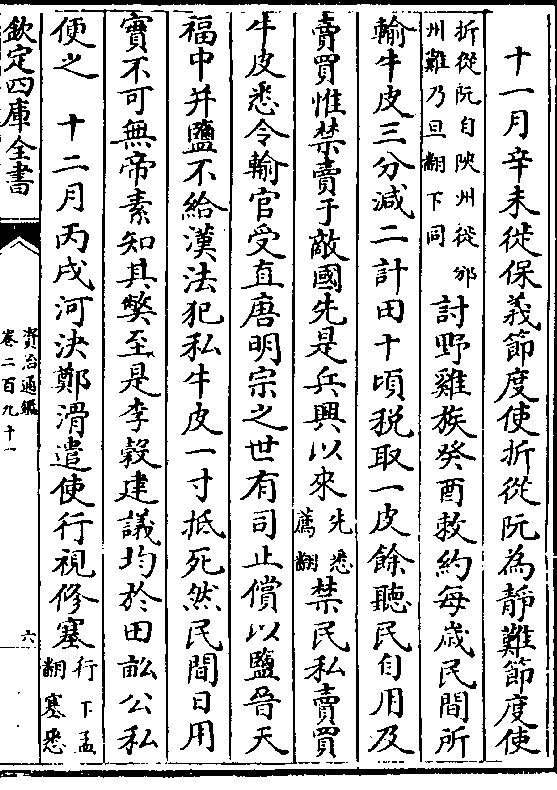 十一月辛未徙保義節度使折從阮為靜難節度使
折從阮自陜州徙邠
州難乃旦翻下同
討野雞族癸酉敕約每歲民間所
輸牛皮三分減二計田十頃稅取一皮餘聽民自用及
賣買惟禁賣于敵國先是兵興以來
先悉
薦翻
禁民私賣買
牛皮悉令輸官受直唐明宗之世有司止償以鹽晉天
福中并鹽不給漢法犯私牛皮一寸抵死然民間日用
實不可無帝素知其弊至是李穀建議均於田畝公私
便之 十二月丙戌河決鄭滑遣使行視修塞
行下孟
翻塞悉
欽定四庫全書
資治通鑑
卷二百九十一
六